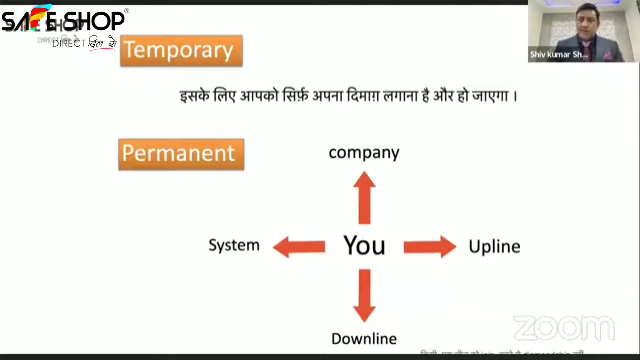 SAFE SHOP
DIRECT दिल से
Shiv kumar Sh...
Temporary
इसके लिए आपको सिर्फ़ अपना दिमाग़ लगाना है और हो जाएगा ।
Permanent
company
System
You
Upline
Downline
zoom